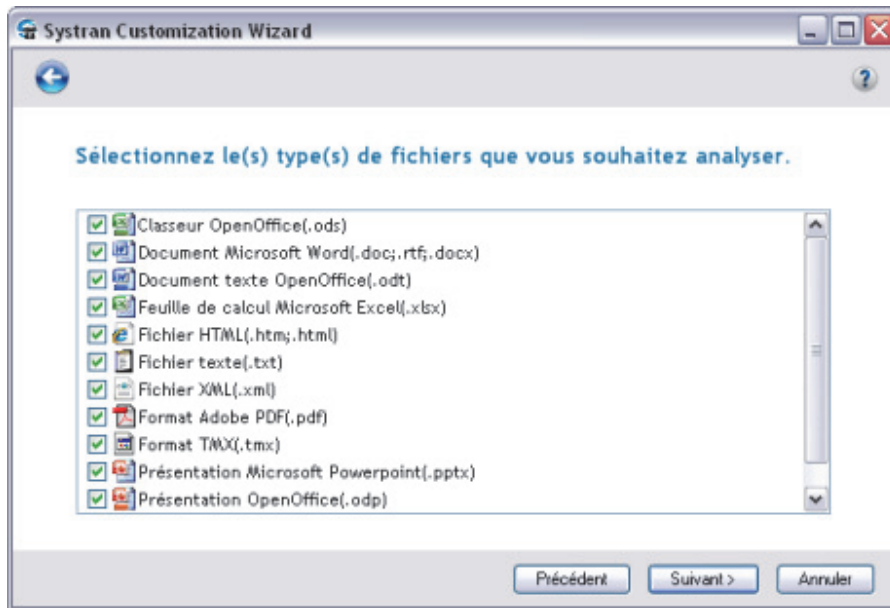 Systran Customization Wizard
?
Sélectionnez le(s) type(s) de fichiers que vous souhaitez analyser.
Classeur OpenOffice(.ods)
Document Microsoft Word(.doc;.rtf;.docx)
Document texte OpenOffice(.odt)
Feuille de calcul Microsoft Excel(.xlsx)
Fichier HTML(.htm;.html)
Fichier texte(.txt)
Fichier XML(.xml)
Format Adobe PDF(.pdf)
Format TMX(.tmx)
Présentation Microsoft Powerpoint(.pptx)
Présentation OpenOffice(.odp)
Précédent Suivant > Annuler